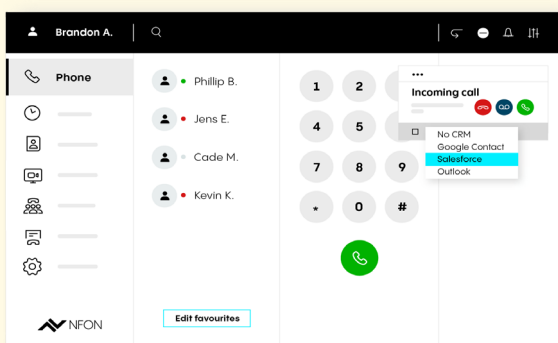 Brandon A.
Phone
Phillip B.
Jens E.
Cade M.
Kevin K.
Edit favourites
1 2
4 5
7 8 9
* 0 #
...
Incoming call
No CRM
Google Contact
Salesforce
Outlook
NFON